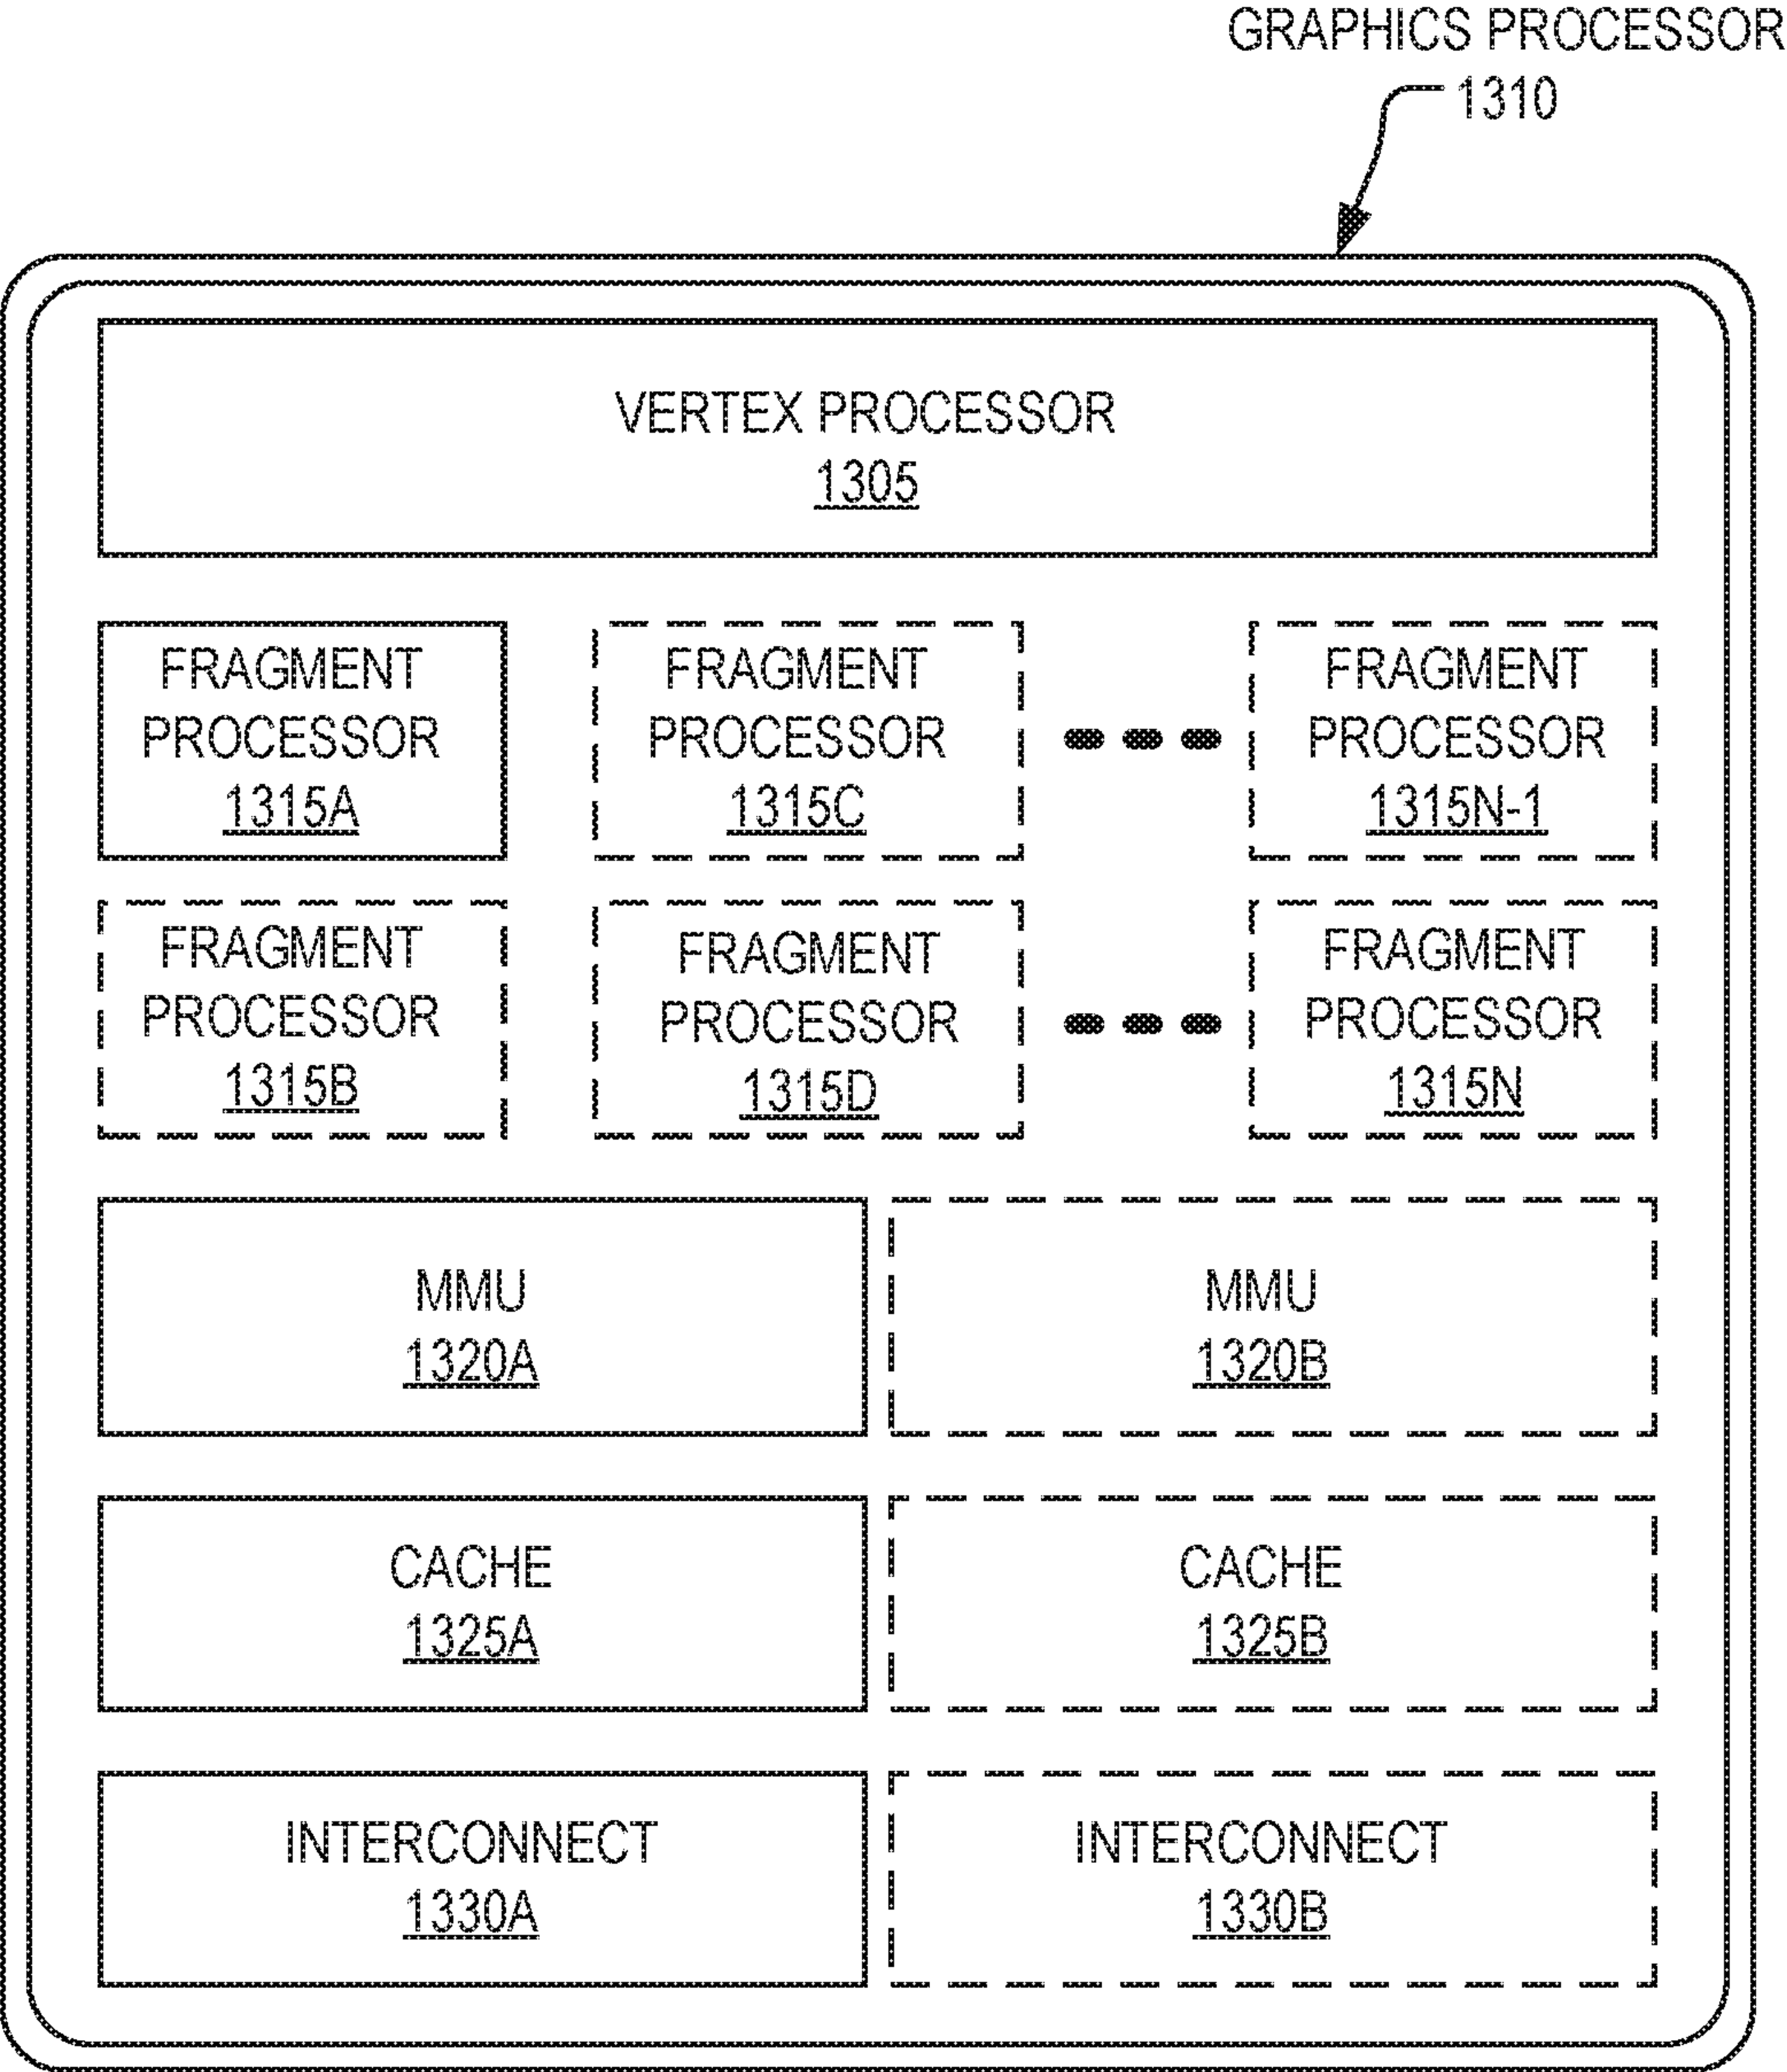 GRAPHICS PROCESSOR
1310
VERTEX PROCESSOR
1305
FRAGMENT
PROCESSOR
1315A
FRAGMENT
PROCESSOR
1315C
FRAGMENT
PROCESSOR
1315N-1
FRAGMENT
PROCESSOR
1315B
FRAGMENT
PROCESSOR
1315D
FRAGMENT
PROCESSOR
1315N
MMU
1320A
MMU
1320B
CACHE
1325A
CACHE
1325B
INTERCONNECT
1330A
INTERCONNECT
1330B